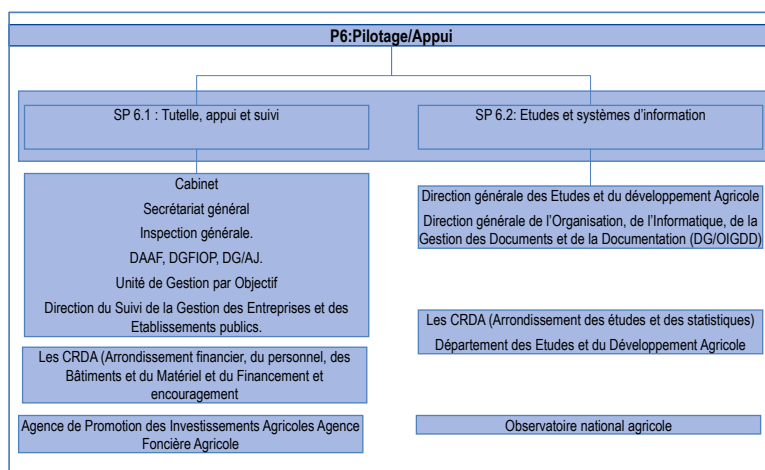 P6:Pilotage/Appui
SP 6.1 : Tutelle, appui et suivi
SP 6.2: Etudes et systèmes d'information
Cabinet
Secrétariat général
Inspection générale.
DAAF, DGFIOP, DG/AJ.
Unité de Gestion par Objectif
Direction du Suivi de la Gestion des Entreprises et des
Etablissements publics.
Les CRDA (Arrondissement financier, du personnel, des
Bâtiments et du Matériel et du Financement et
encouragement
Agence de Promotion des Investissements Agricoles Agence
Foncière Agricole
Direction générale des Etudes et du développement Agricole
Direction générale de l'Organisation, de l'Informatique, de la
Gestion des Documents et de la Documentation (DG/OIGDD)
Les CRDA (Arrondissement des études et des statistiques)
Département des Etudes et du Développement Agricole
Observatoire national agricole